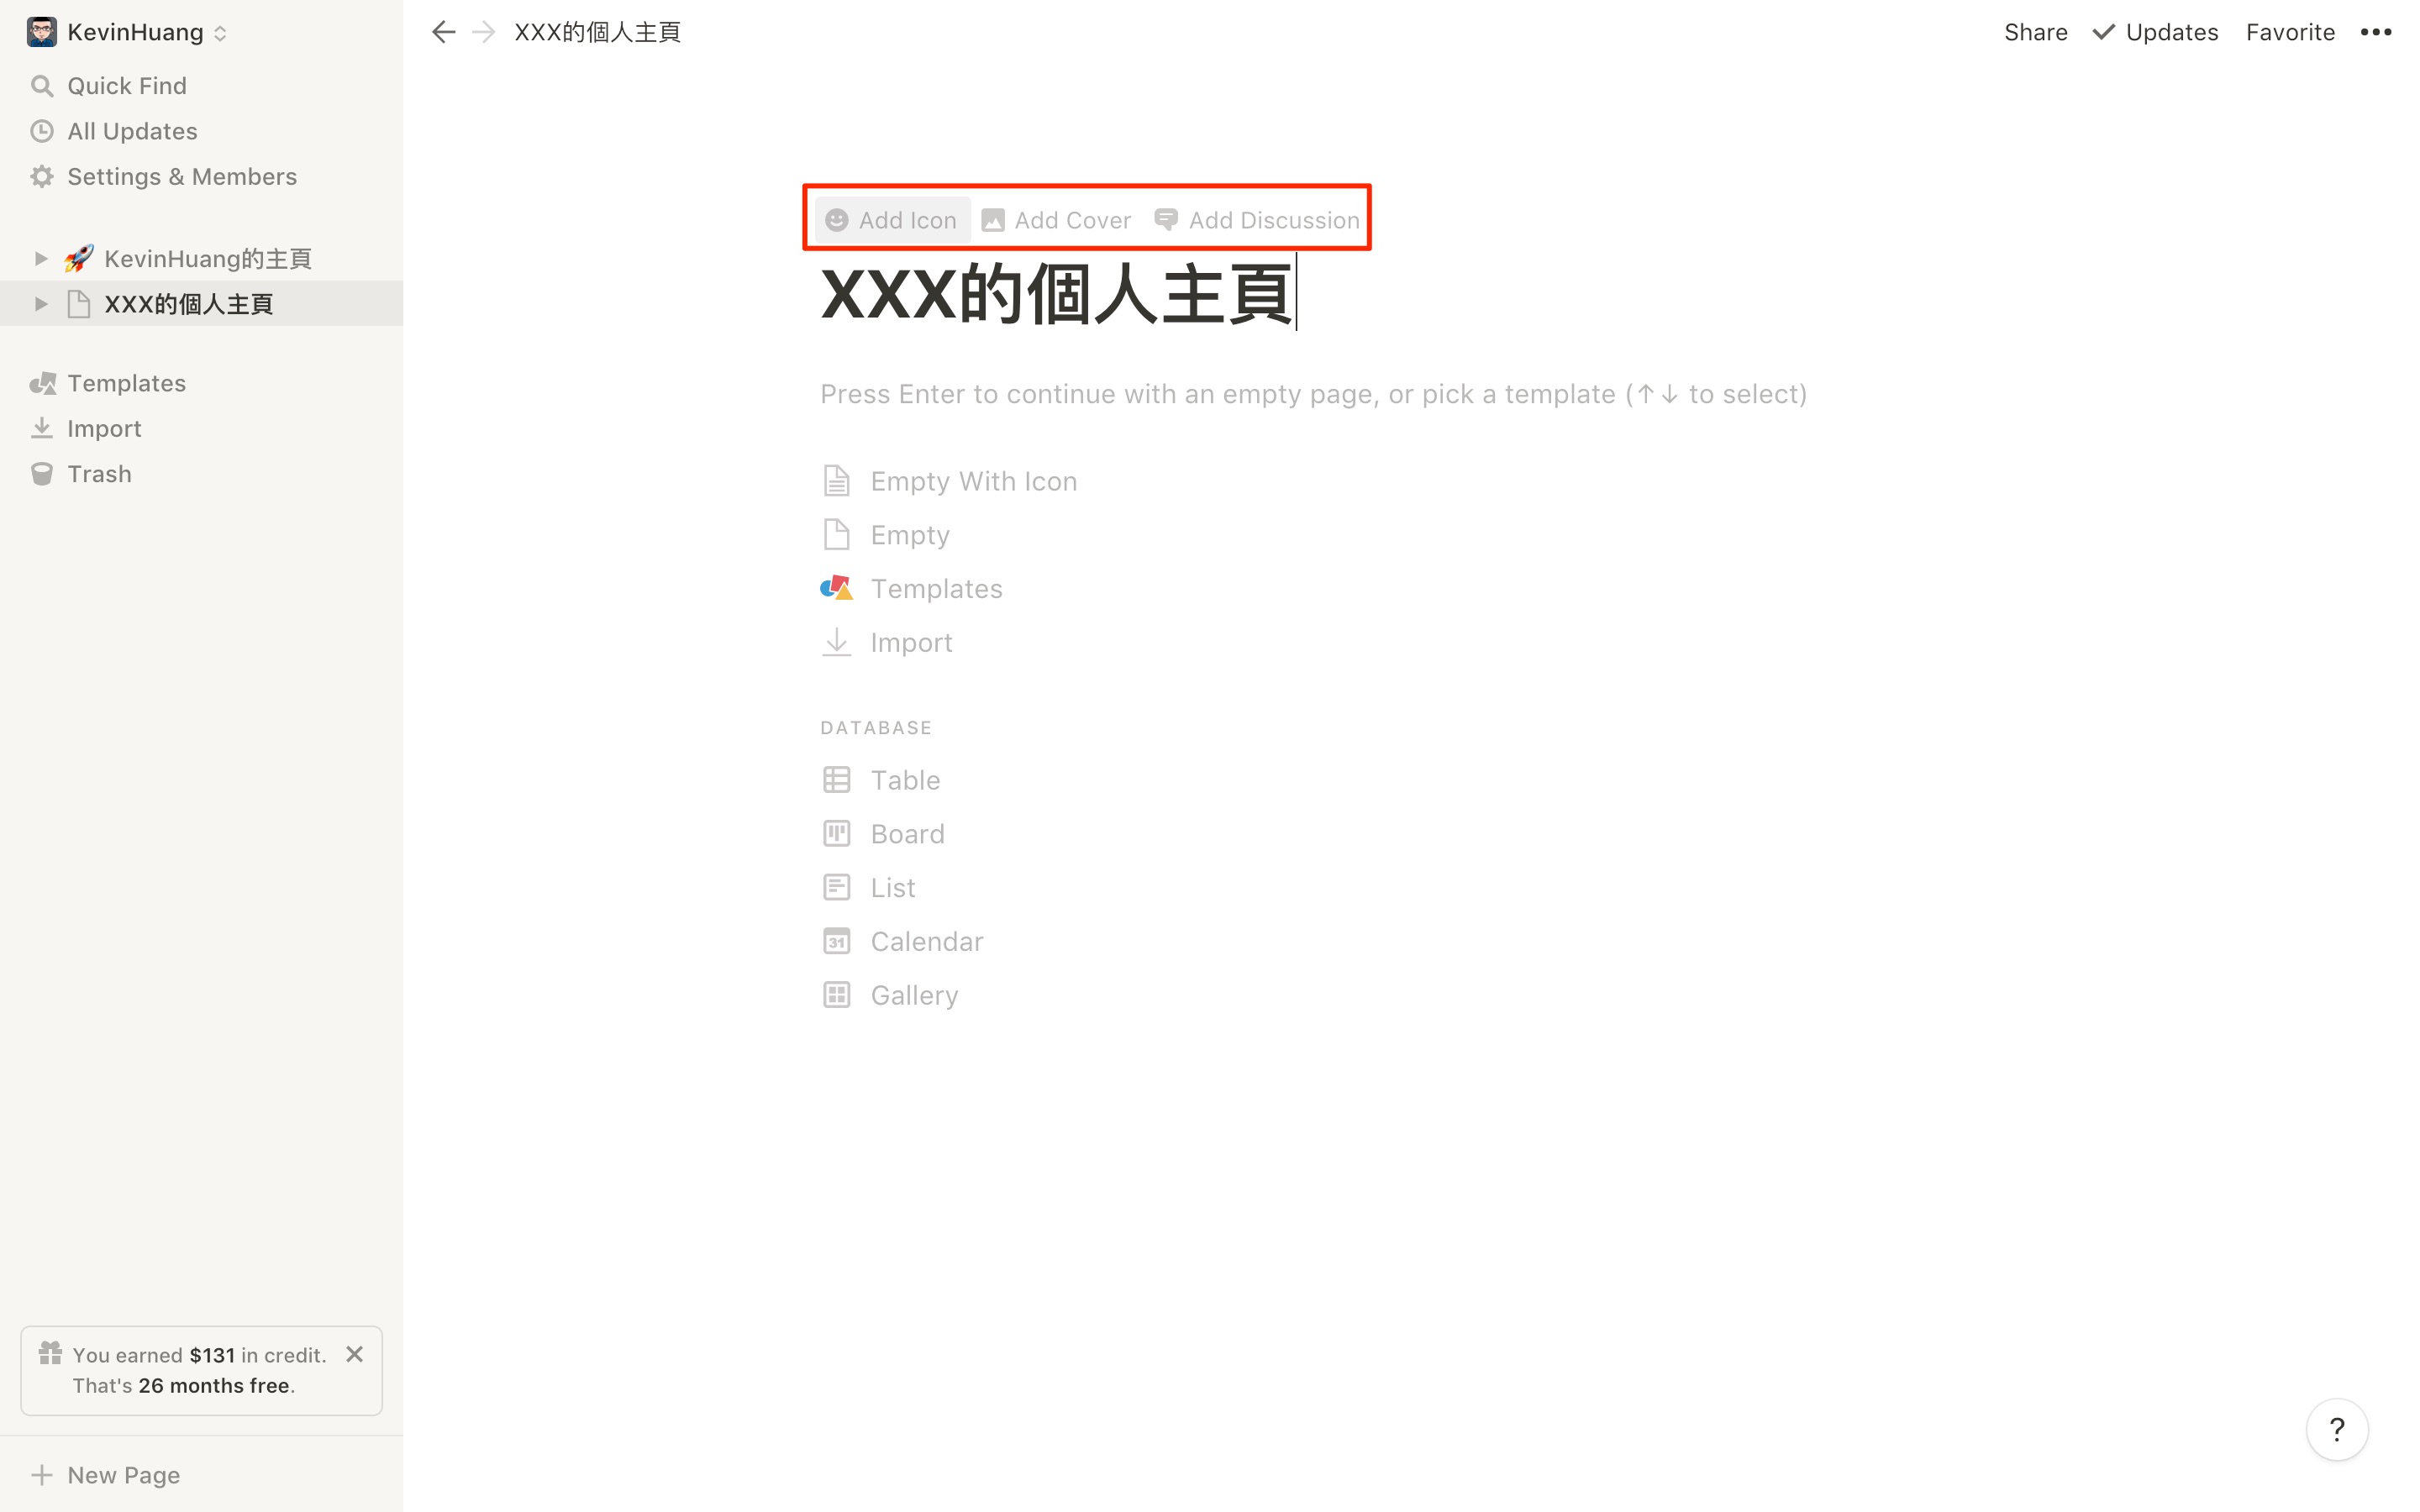 KevinHuang
Quick Find
All Updates
Settings & Members
KevinHuang的主頁
XXX的個人主頁
Templates
Import
Trash
You earned $131 in credit.
That's 26 months free.
New Page
XXX的個人主頁
Share
Updates
Favorite
Add Icon
Add Cover
Add Discussion
XXX的個人主頁
Press Enter to continue with an empty page, or pick a template (↑↓ to select)
Empty With Icon
Empty
Templates
Import
DATABASE
Table
Board
List
31
Calendar
Gallery
?